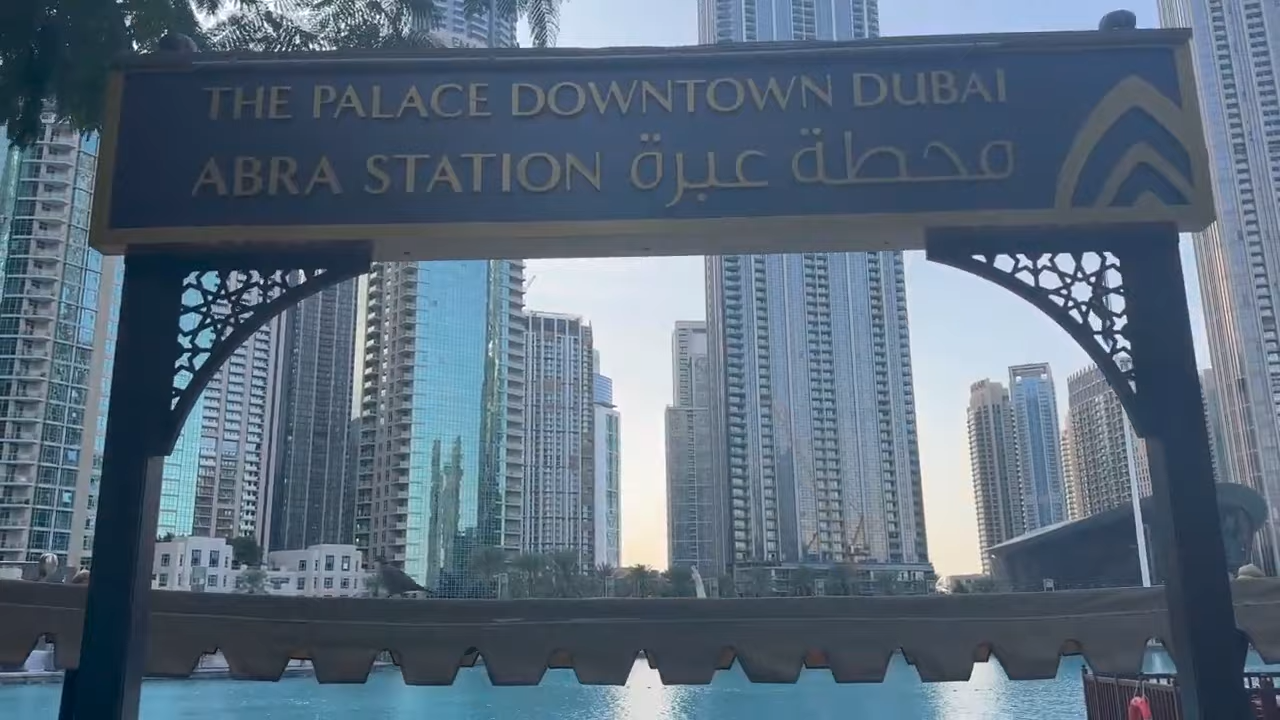 THE PALACE DOWNTOWN DUBAI
ABRA STATION محطة عبرة